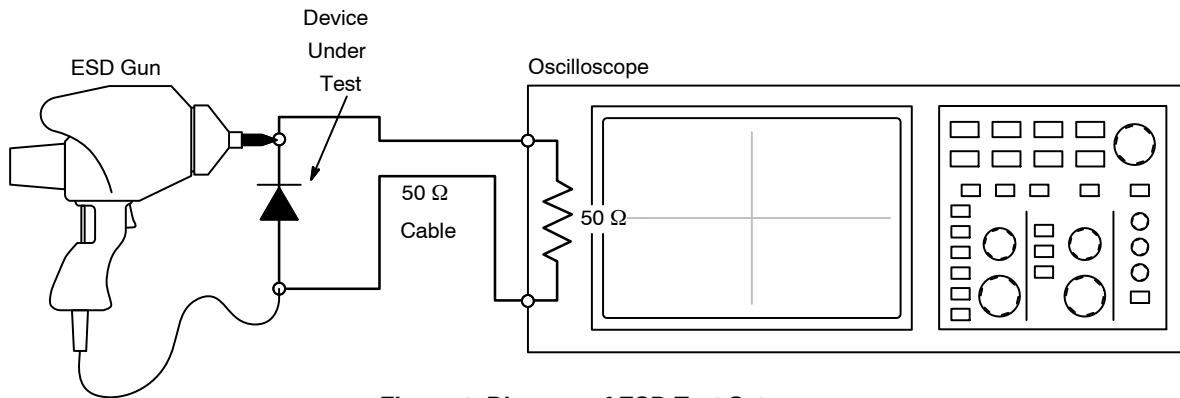 Device
Under
Test
ESD Gun
Oscilloscope
50 Ω
Cable
50 Ω